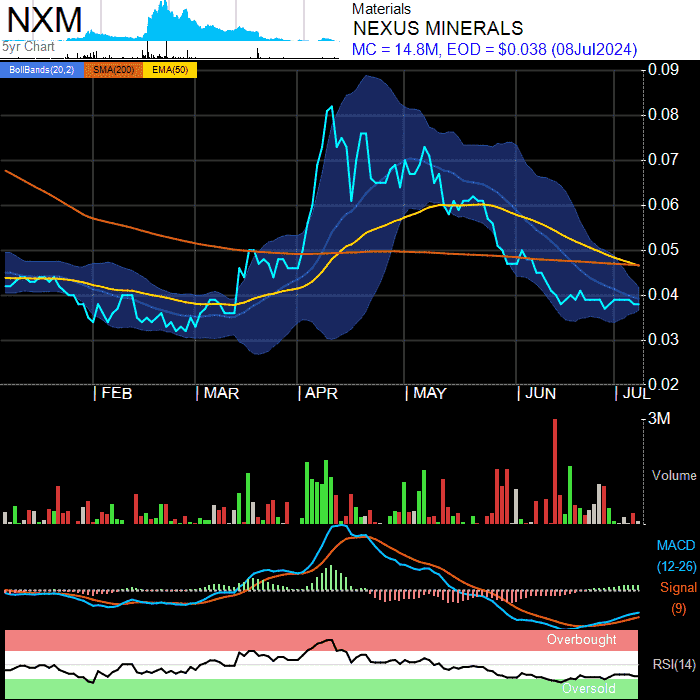 NXM
5yr Chart
Materials
NEXUS MINERALS
MC = 14.8M, EOD = $0.038 (08Jul2024)
BollBands(20,2) SMA(200) EMA(50)
0.09
0.08
0.07
0.06
0.05
0.04
0.03
0.02
| FEB | MAR | APR | MAY | JUN | JUL
3M
Volume
MACD
(12-26)
Signal
(9)
Overbought
RSI(14)
Oversold